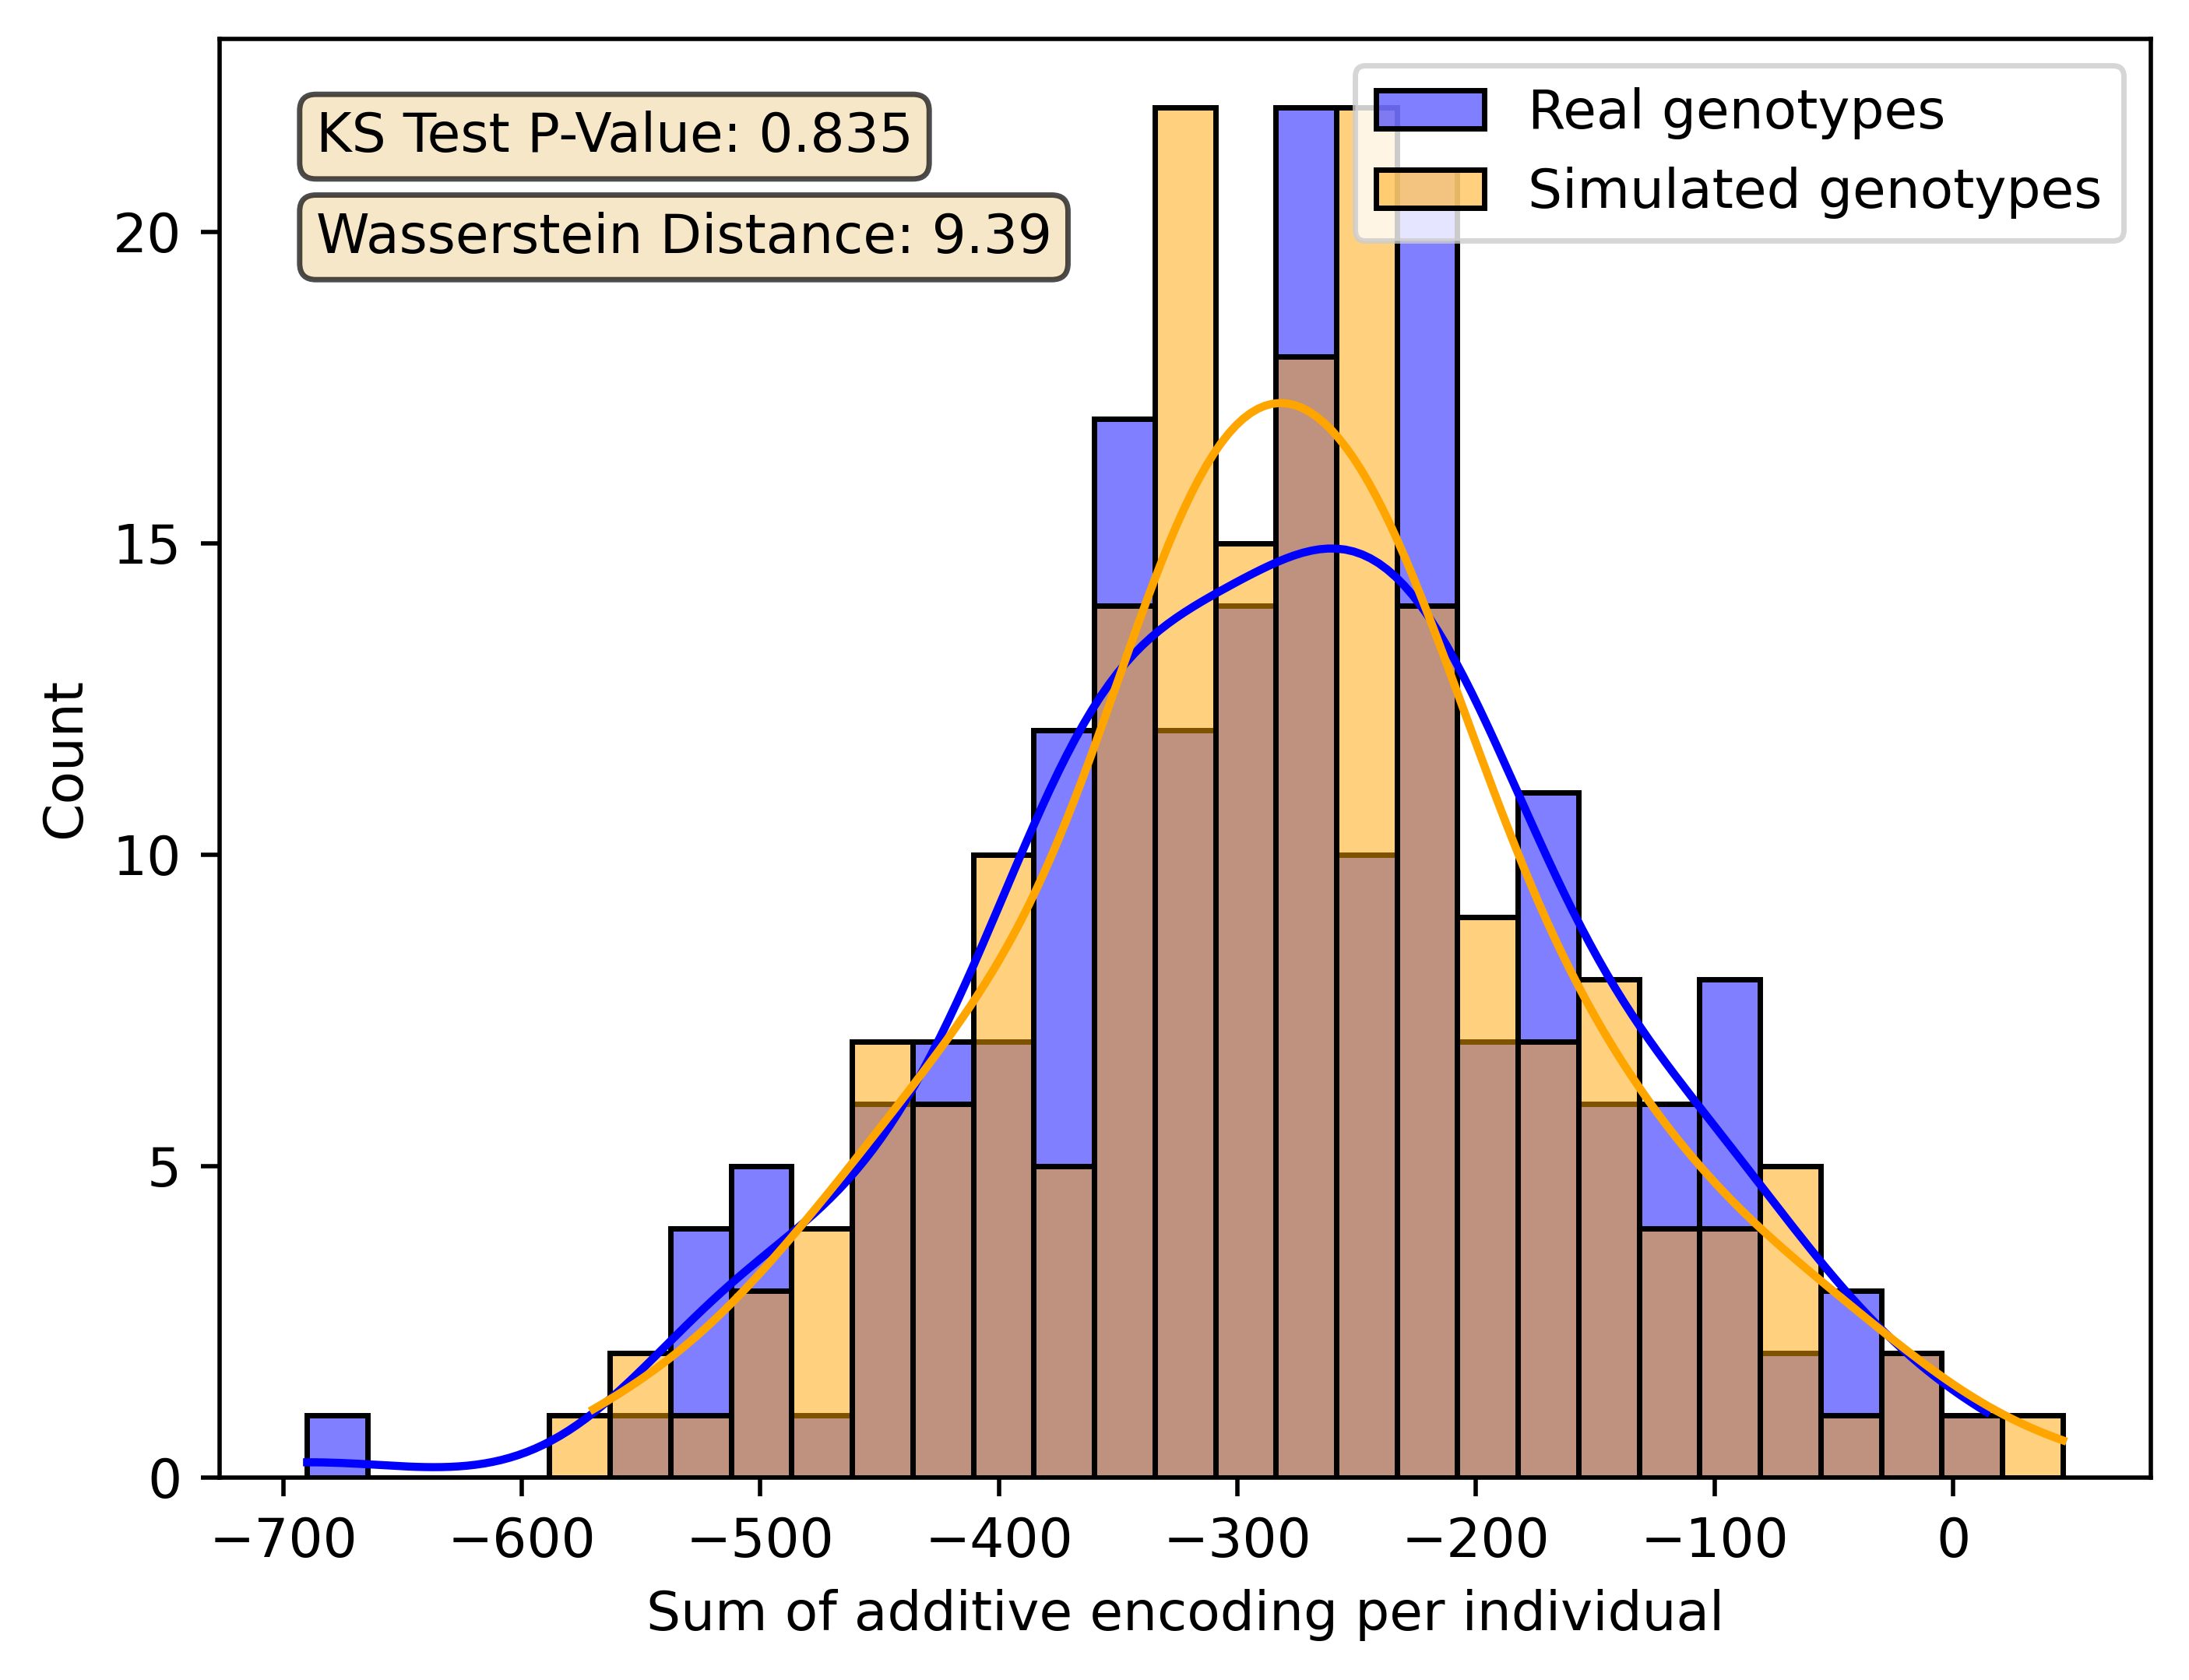 KS Test P-Value: 0.835
Wasserstein Distance: 9.39
Real genotypes
Simulated genotypes
Count
20
15
10
5
0
−700 −600 −500 −400 −300 −200 −100 0
Sum of additive encoding per individual